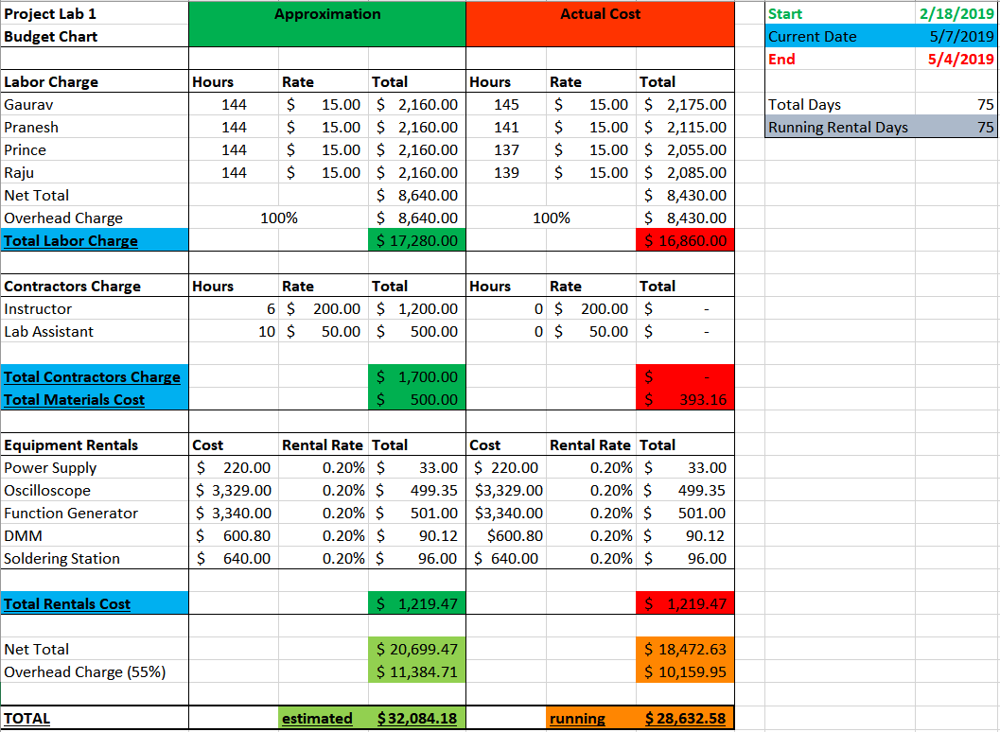 Project Lab 1 Approximation Actual Cost Start 2/18/2019
Budget Chart Current Date 5/7/2019
End 5/4/2019
Labor Charge Hours Rate Total Hours Rate Total
Gaurav 144 $ 15.00 $ 2,160.00 145 $ 15.00 $ 2,175.00 Total Days 75
Pranesh 144 $ 15.00 $ 2,160.00 141 $ 15.00 $ 2,115.00 Running Rental Days 75
Prince 144 $ 15.00 $ 2,160.00 137 $ 15.00 $ 2,055.00
Raju 144 $ 15.00 $ 2,160.00 139 $ 15.00 $ 2,085.00
Net Total $ 8,640.00 $ 8,430.00
Overhead Charge 100% $ 8,640.00 100% $ 8,430.00
Total Labor Charge $ 17,280.00 $ 16,860.00
Contractors Charge Hours Rate Total Hours Rate Total
Instructor 6 $ 200.00 $ 1,200.00 0 $ 200.00 $ -
Lab Assistant 10 $ 50.00 $ 500.00 0 $ 50.00 $ -
Total Contractors Charge $ 1,700.00 $ -
Total Materials Cost $ 500.00 $ 393.16
Equipment Rentals Cost Rental Rate Total Cost Rental Rate Total
Power Supply $ 220.00 0.20% $ 33.00 $ 220.00 0.20% $ 33.00
Oscilloscope $ 3,329.00 0.20% $ 499.35 $3,329.00 0.20% $ 499.35
Function Generator $ 3,340.00 0.20% $ 501.00 $3,340.00 0.20% $ 501.00
DMM $ 600.80 0.20% $ 90.12 $600.80 0.20% $ 90.12
Soldering Station $ 640.00 0.20% $ 96.00 $ 640.00 0.20% $ 96.00
Total Rentals Cost $ 1,219.47 $ 1,219.47
Net Total $ 20,699.47 $ 18,472.63
Overhead Charge (55%) $ 11,384.71 $ 10,159.95
TOTAL estimated $ 32,084.18 running $ 28,632.58